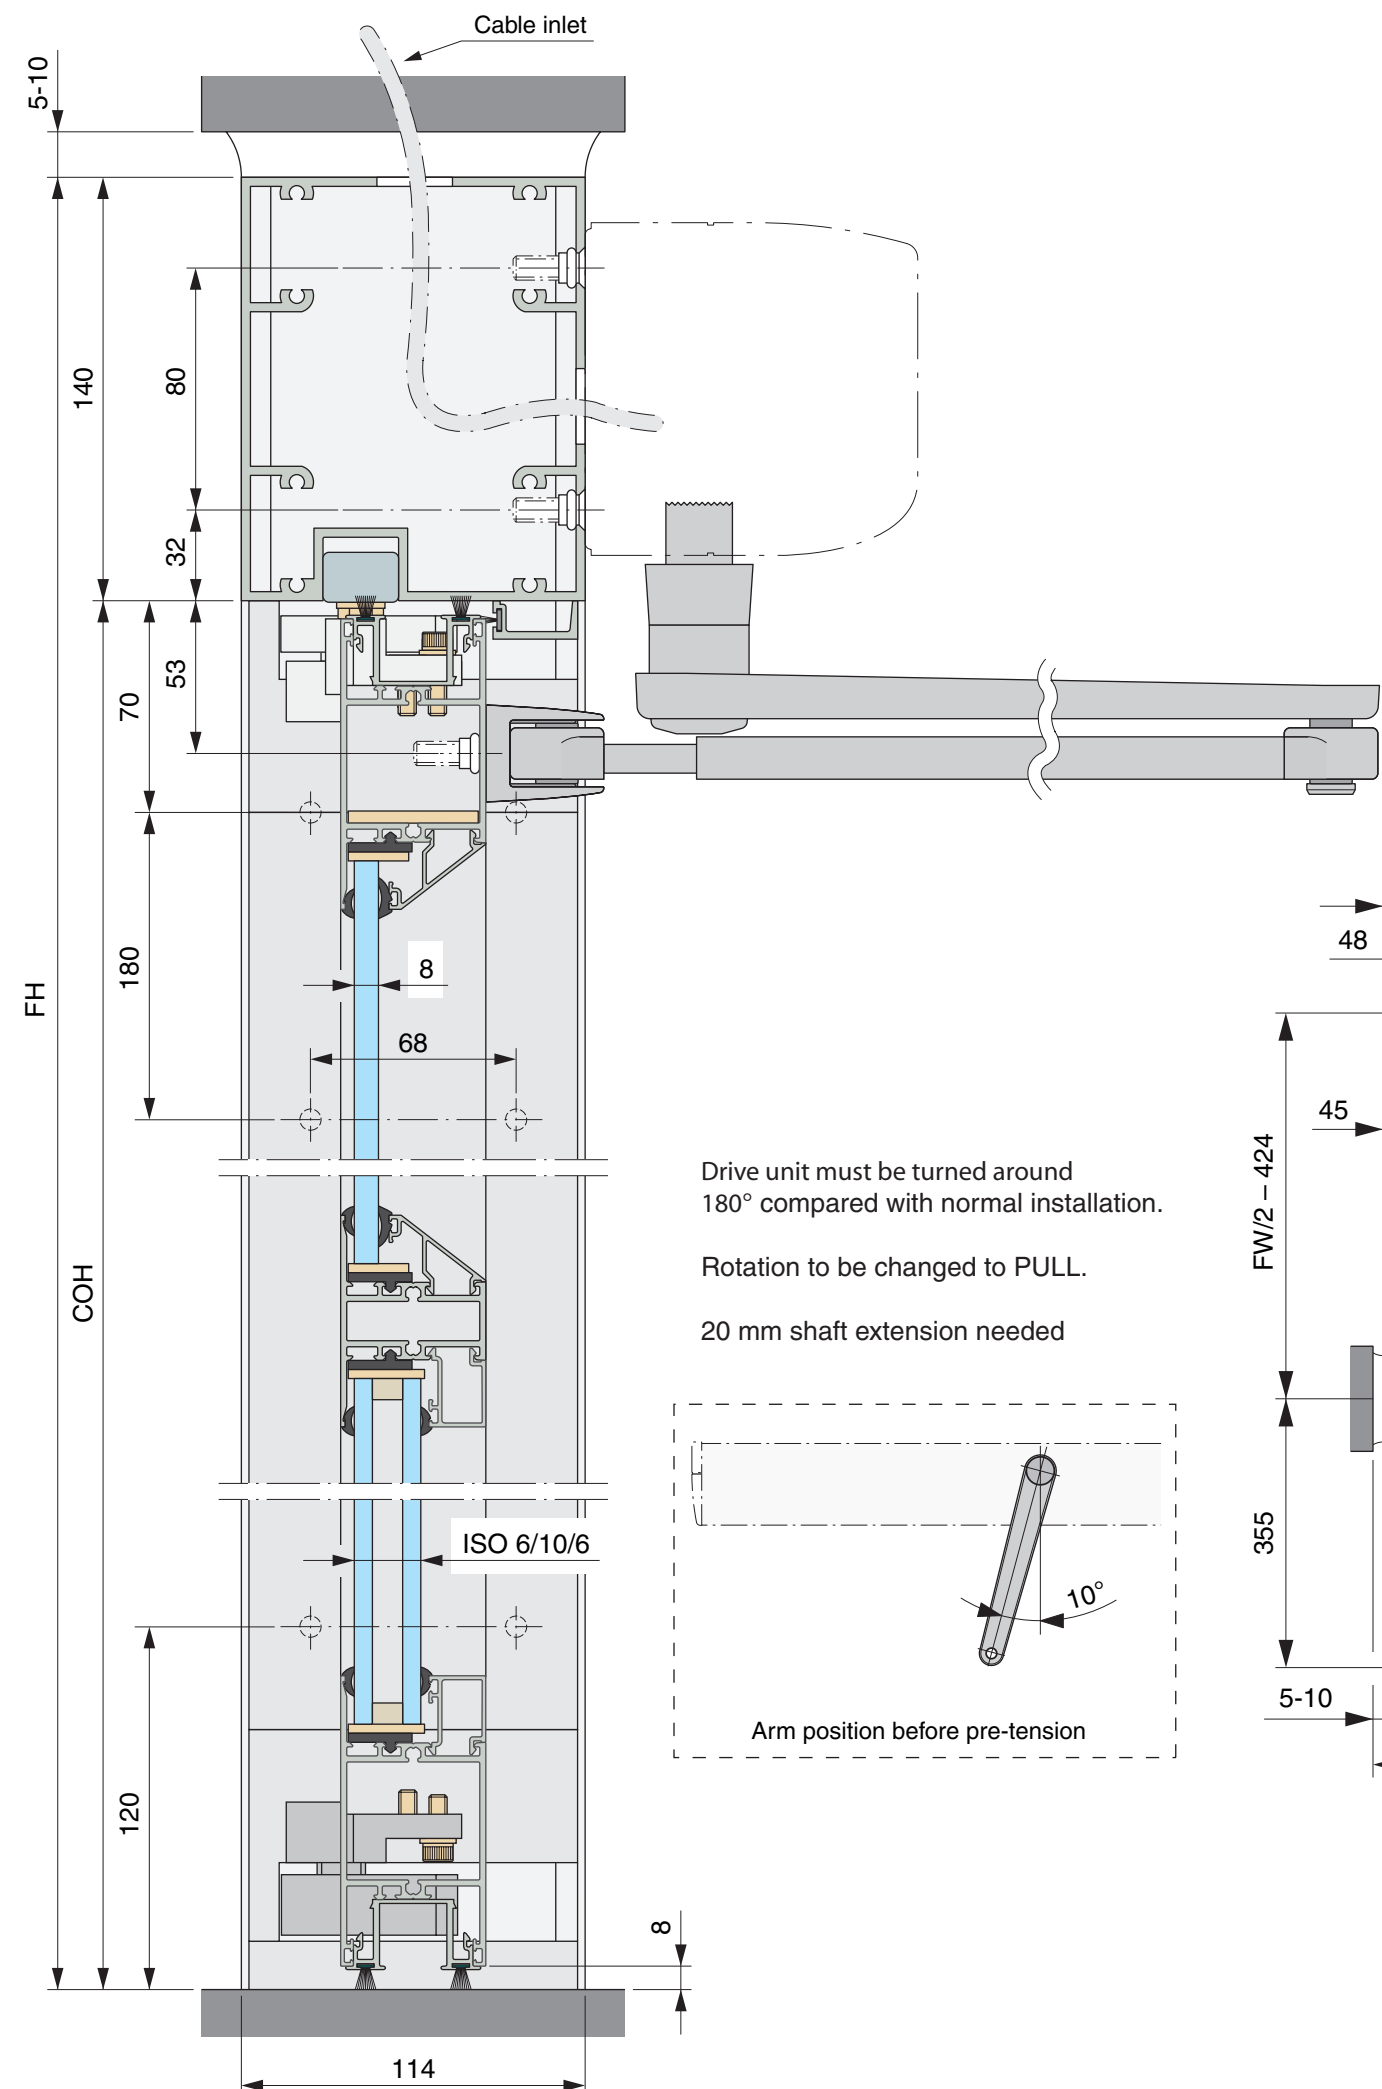 Cable inlet
5-10
140
80
32
53
70
180
FH
COH
8
68
48
45
FW/2 – 424
Drive unit must be turned around
180° compared with normal installation.
Rotation to be changed to PULL.
20 mm shaft extension needed
ISO 6/10/6
10°
355
5-10
Arm position before pre-tension
120
8
114